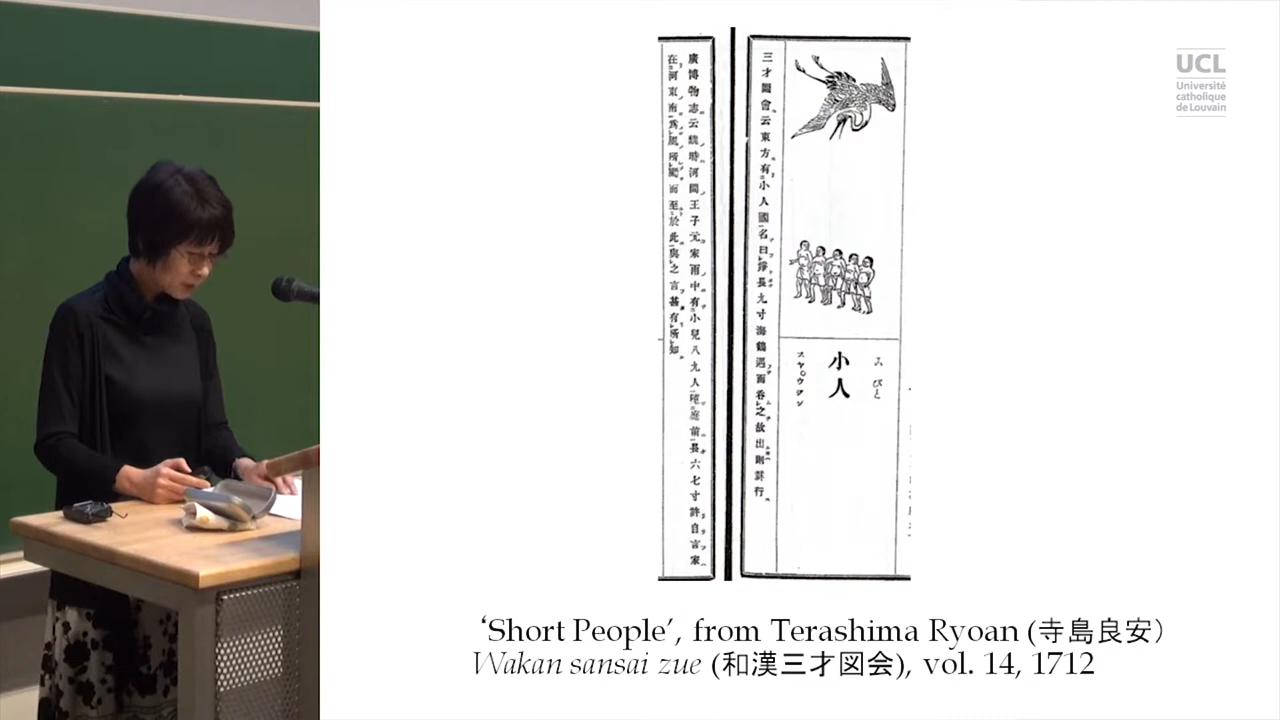 UCL
Université
catholique
de Louvain
小人
三才圖會云東方有小人國名曰竫長九寸海鶴遇而呑之故出則群行
廣博物志云魏時河間王子元家雨中有小兒八九人墮庭前長六七寸許自言家
在河東南爲風所飄而至於此與之言甚有所知
‘Short People’, from Terashima Ryoan (寺島良安）
Wakan sansai zue (和漢三才図会), vol. 14, 1712